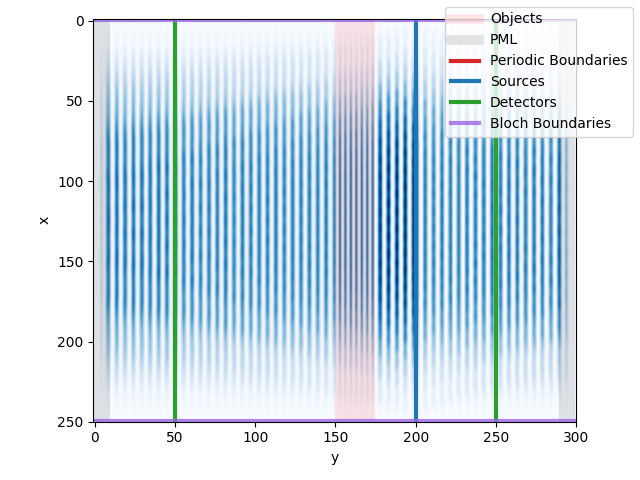 Objects
PML
Periodic Boundaries
Sources
Detectors
Bloch Boundaries
0
50
100
150
200
250
x
0 50 100 150 200 250 300
y